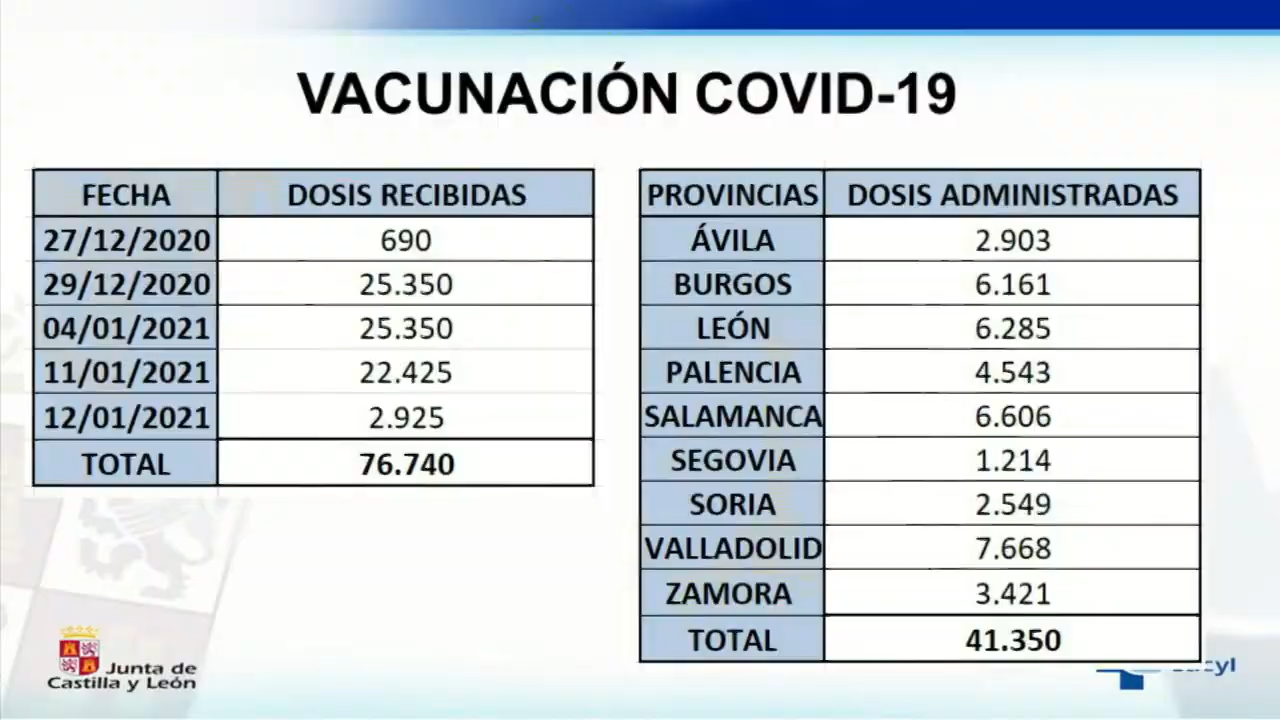 VACUNACIÓN COVID-19
FECHA DOSIS RECIBIDAS
27/12/2020 690
29/12/2020 25.350
04/01/2021 25.350
11/01/2021 22.425
12/01/2021 2.925
TOTAL 76.740
PROVINCIAS DOSIS ADMINISTRADAS
ÁVILA 2.903
BURGOS 6.161
LEÓN 6.285
PALENCIA 4.543
SALAMANCA 6.606
SEGOVIA 1.214
SORIA 2.549
VALLADOLID 7.668
ZAMORA 3.421
TOTAL 41.350
Junta de
Castilla y León